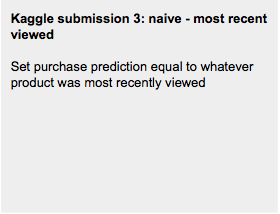 Kaggle submission 3: naive - most recent
viewed
Set purchase prediction equal to whatever
product was most recently viewed